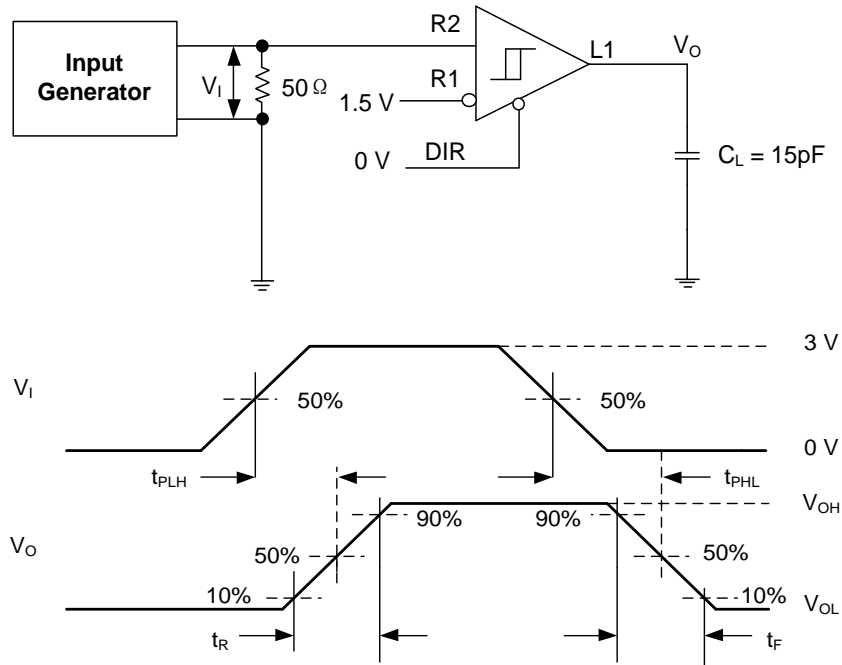 Input
Generator
V_I
50 Ω
R2
R1
1.5 V
0 V
DIR
L1
V_O
C_L = 15pF
V_I
50%
50%
3 V
0 V
t_PLH
t_PHL
V_O
10%
50%
90%
90%
50%
10%
V_OH
V_OL
t_R
t_F